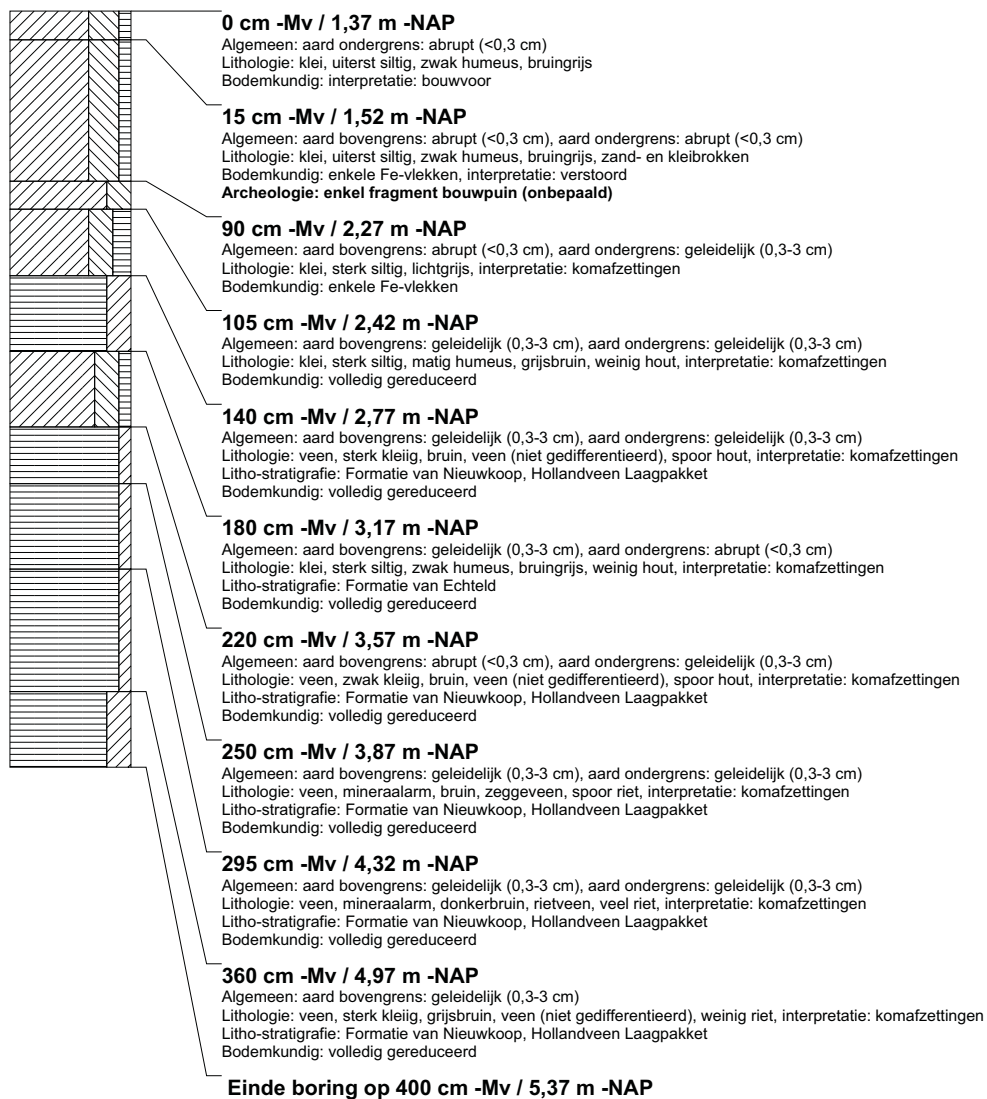 0 cm -Mv / 1,37 m -NAP
Algemeen: aard ondergrens: abrupt (<0,3 cm)
Lithologie: klei, uiterst siltig, zwak humeus, bruingrijs
Bodemkundig: interpretatie: bouwvoor
15 cm -Mv / 1,52 m -NAP
Algemeen: aard bovengrens: abrupt (<0,3 cm), aard ondergrens: abrupt (<0,3 cm)
Lithologie: klei, uiterst siltig, zwak humeus, bruingrijs, zand- en kleibrokken
Bodemkundig: enkele Fe-vlekken, interpretatie: verstoord
Archeologie: enkel fragment bouwpuin (onbepaald)
90 cm -Mv / 2,27 m -NAP
Algemeen: aard bovengrens: abrupt (<0,3 cm), aard ondergrens: geleidelijk (0,3-3 cm)
Lithologie: klei, sterk siltig, lichtgrijs, interpretatie: komafzettingen
Bodemkundig: enkele Fe-vlekken
105 cm -Mv / 2,42 m -NAP
Algemeen: aard bovengrens: geleidelijk (0,3-3 cm), aard ondergrens: geleidelijk (0,3-3 cm)
Lithologie: klei, sterk siltig, matig humeus, grijsbruin, weinig hout, interpretatie: komafzettingen
Bodemkundig: volledig gereduceerd
140 cm -Mv / 2,77 m -NAP
Algemeen: aard bovengrens: geleidelijk (0,3-3 cm), aard ondergrens: geleidelijk (0,3-3 cm)
Lithologie: veen, sterk kleiig, bruin, veen (niet gedifferentieerd), spoor hout, interpretatie: komafzettingen
Litho-stratigrafie: Formatie van Nieuwkoop, Hollandveen Laagpakket
Bodemkundig: volledig gereduceerd
180 cm -Mv / 3,17 m -NAP
Algemeen: aard bovengrens: geleidelijk (0,3-3 cm), aard ondergrens: abrupt (<0,3 cm)
Lithologie: klei, sterk siltig, zwak humeus, bruingrijs, weinig hout, interpretatie: komafzettingen
Litho-stratigrafie: Formatie van Echteld
Bodemkundig: volledig gereduceerd
220 cm -Mv / 3,57 m -NAP
Algemeen: aard bovengrens: abrupt (<0,3 cm), aard ondergrens: geleidelijk (0,3-3 cm)
Lithologie: veen, zwak kleiig, bruin, veen (niet gedifferentieerd), spoor hout, interpretatie: komafzettingen
Litho-stratigrafie: Formatie van Nieuwkoop, Hollandveen Laagpakket
Bodemkundig: volledig gereduceerd
250 cm -Mv / 3,87 m -NAP
Algemeen: aard bovengrens: geleidelijk (0,3-3 cm), aard ondergrens: geleidelijk (0,3-3 cm)
Lithologie: veen, mineraalarm, bruin, zeggeveen, spoor riet, interpretatie: komafzettingen
Litho-stratigrafie: Formatie van Nieuwkoop, Hollandveen Laagpakket
Bodemkundig: volledig gereduceerd
295 cm -Mv / 4,32 m -NAP
Algemeen: aard bovengrens: geleidelijk (0,3-3 cm), aard ondergrens: geleidelijk (0,3-3 cm)
Lithologie: veen, mineraalarm, donkerbruin, rietveen, veel riet, interpretatie: komafzettingen
Litho-stratigrafie: Formatie van Nieuwkoop, Hollandveen Laagpakket
Bodemkundig: volledig gereduceerd
360 cm -Mv / 4,97 m -NAP
Algemeen: aard bovengrens: geleidelijk (0,3-3 cm)
Lithologie: veen, sterk kleiig, grijsbruin, veen (niet gedifferentieerd), weinig riet, interpretatie: komafzettingen
Litho-stratigrafie: Formatie van Nieuwkoop, Hollandveen Laagpakket
Bodemkundig: volledig gereduceerd
Einde boring op 400 cm -Mv / 5,37 m -NAP